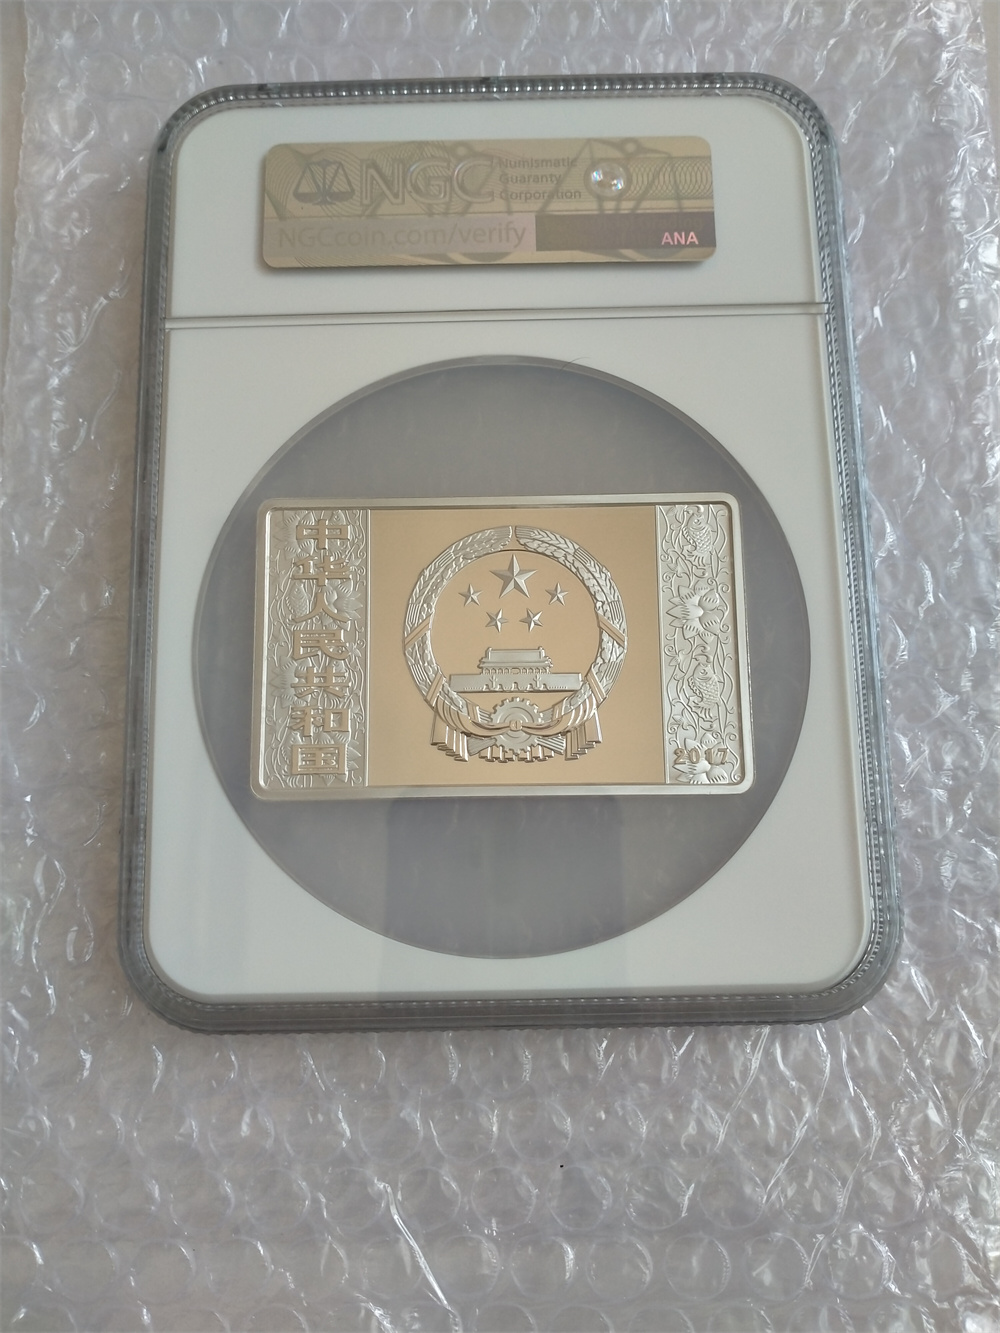 NGC
Numismatic
Guaranty
Corporation
NGCcoin.com/verify
ANA
中华人民共和国
2017